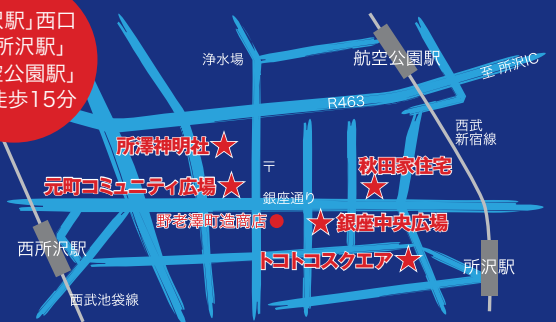 駅」西口
所沢駅」
空公園駅」
徒歩15分
浄水場
航空公園駅
至 所沢IC
R463
西武
新宿線
所澤神明社
〒
秋田家住宅
元町コミュニティ広場
銀座通り
野老澤町造商店
銀座中央広場
西所沢駅
トコトコスクエア
所沢駅
西武池袋線